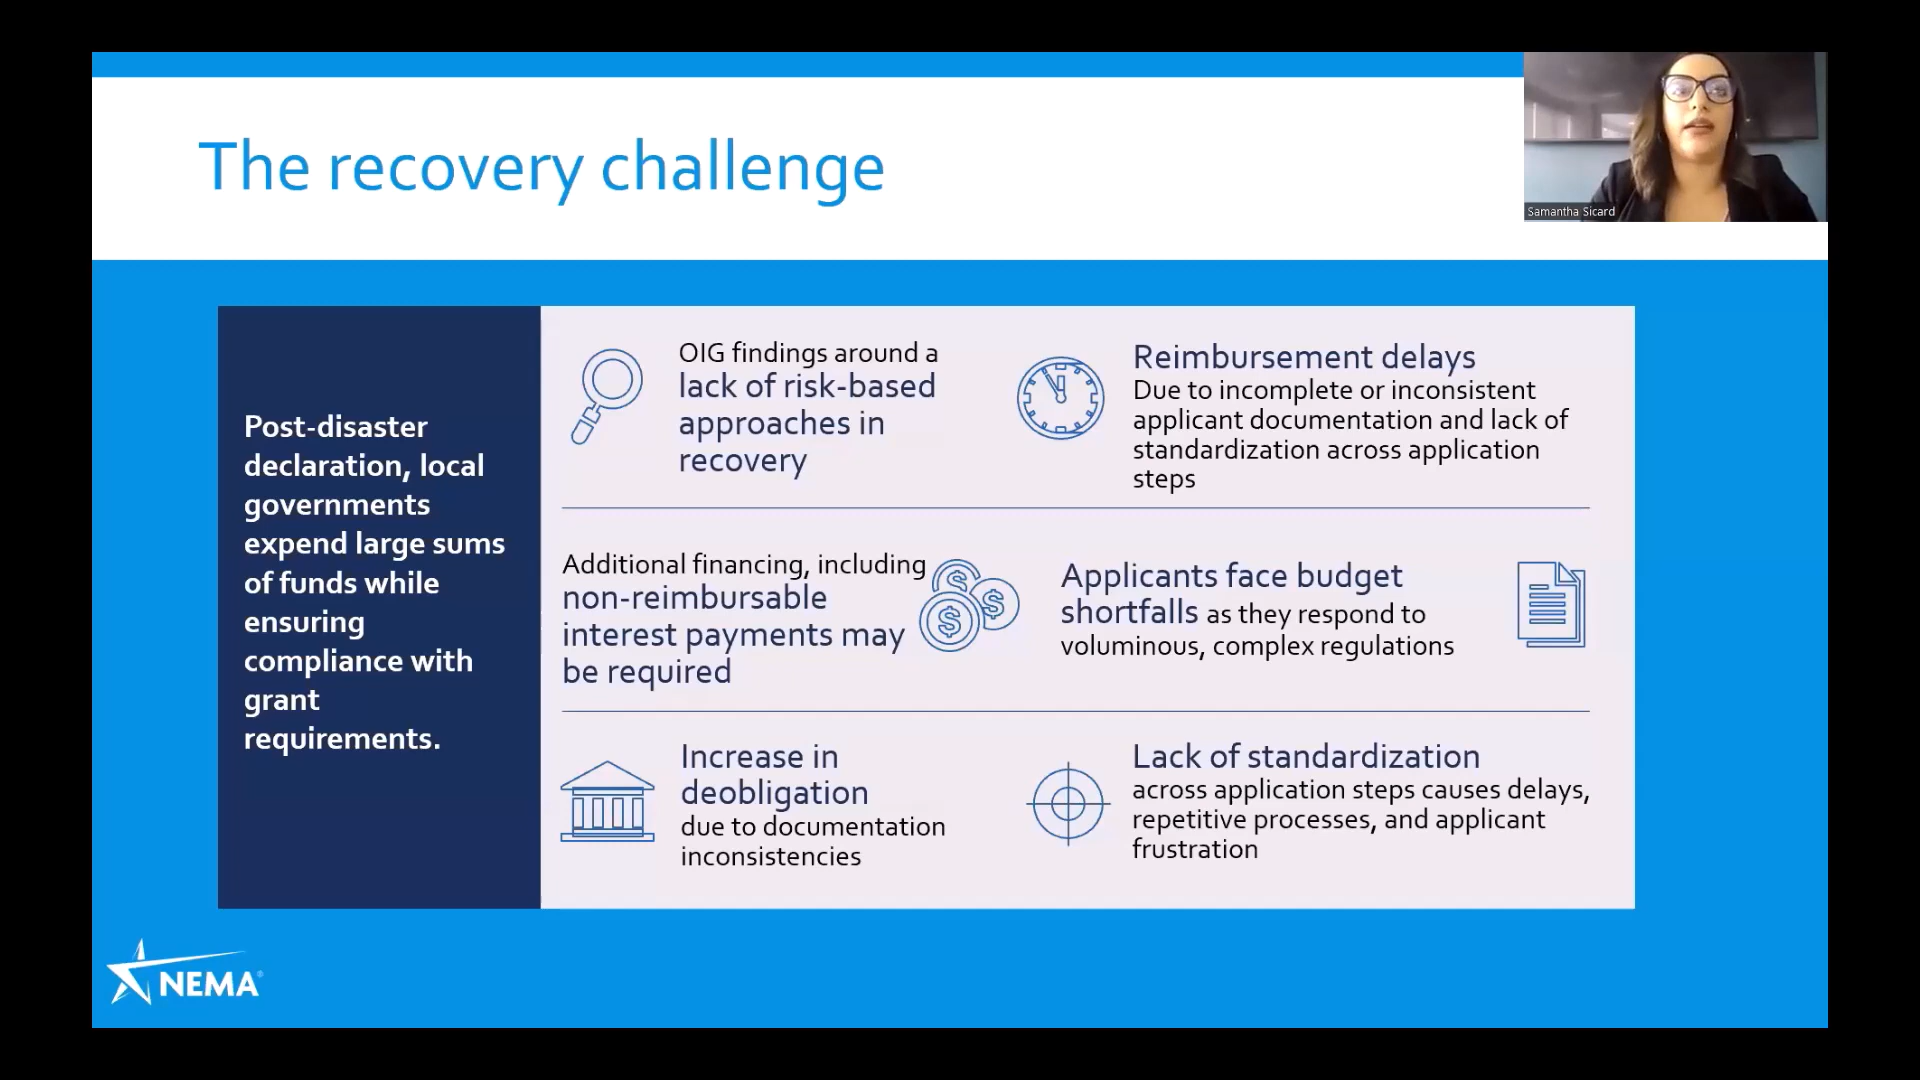 The recovery challenge
Samantha Sicard
Post-disaster
declaration, local
governments
expend large sums
of funds while
ensuring
compliance with
grant
requirements.
OIG findings around a
lack of risk-based
approaches in
recovery
Reimbursement delays
Due to incomplete or inconsistent
applicant documentation and lack of
standardization across application
steps
Additional financing, including
non-reimbursable
interest payments may
be required
Applicants face budget
shortfalls as they respond to
voluminous, complex regulations
Increase in
deobligation
due to documentation
inconsistencies
Lack of standardization
across application steps causes delays,
repetitive processes, and applicant
frustration
NEMA®